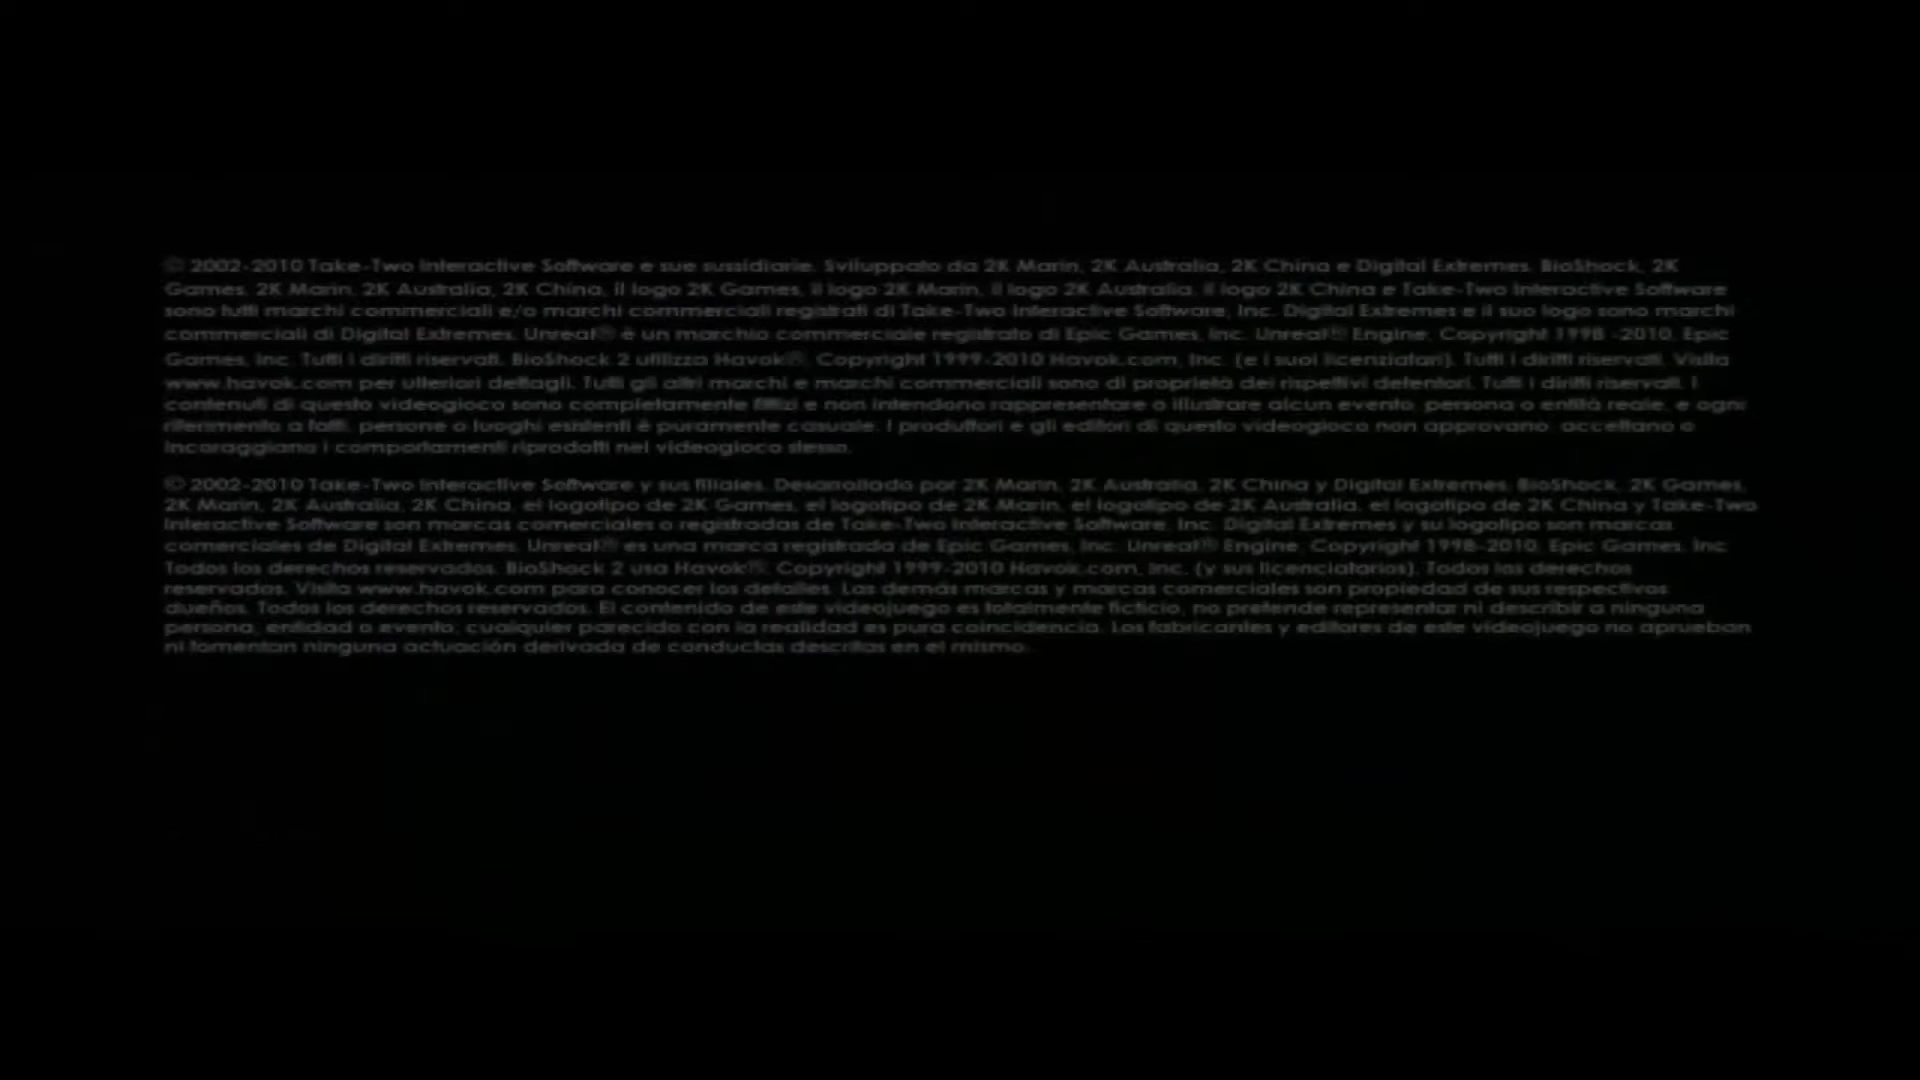 © 2002-2010 Take-Two Interactive Software e sue sussidiarie. Sviluppato da 2K Marin, 2K Australia, 2K China e Digital Extremes. BioShock, 2K
Games, 2K Marin, 2K Australia, 2K China, il logo 2K Games, il logo 2K Marin, il logo 2K Australia, il logo 2K China e Take-Two Interactive Software
sono tutti marchi commerciali e/o marchi commerciali registrati di Take-Two Interactive Software, Inc. Digital Extremes e il suo logo sono marchi
commerciali di Digital Extremes. Unreal® è un marchio commerciale registrato di Epic Games, Inc. Unreal® Engine, Copyright 1998 -2010, Epic
Games, Inc. Tutti i diritti riservati. BioShock 2 utilizza Havok®. Copyright 1999-2010 Havok.com, Inc. (e i suoi licenziatari). Tutti i diritti riservati. Visita
www.havok.com per ulteriori dettagli. Tutti gli altri marchi e marchi commerciali sono di proprietà dei rispettivi detentori. Tutti i diritti riservati. I
contenuti di questo videogioco sono completamente fittizi e non intendono rappresentare o illustrare alcun evento, persona o entità reale, e ogni
riferimento a fatti, persone o luoghi esistenti è puramente casuale. I produttori e gli editori di questo videogioco non approvano, accettano o
incoraggiano i comportamenti riprodotti nel videogioco stesso.
© 2002-2010 Take-Two Interactive Software y sus filiales. Desarrollado por 2K Marin, 2K Australia, 2K China y Digital Extremes. BioShock, 2K Games,
2K Marin, 2K Australia, 2K China, el logotipo de 2K Games, el logotipo de 2K Marin, el logotipo de 2K Australia, el logotipo de 2K China y Take-Two
Interactive Software son marcas comerciales o registradas de Take-Two Interactive Software, Inc. Digital Extremes y su logotipo son marcas
comerciales de Digital Extremes. Unreal® es una marca registrada de Epic Games, Inc. Unreal® Engine, Copyright 1998-2010, Epic Games, Inc.
Todos los derechos reservados. BioShock 2 usa Havok®. Copyright 1999-2010 Havok.com, Inc. (y sus licenciatarios). Todos los derechos
reservados. Visita www.havok.com para conocer los detalles. Las demás marcas y marcas comerciales son propiedad de sus respectivos
dueños. Todos los derechos reservados. El contenido de este videojuego es totalmente ficticio, no pretende representar ni describir a ninguna
persona, entidad o evento; cualquier parecido con la realidad es pura coincidencia. Los fabricantes y editores de este videojuego no aprueban
ni fomentan ninguna actuación derivada de conductas descritas en el mismo.